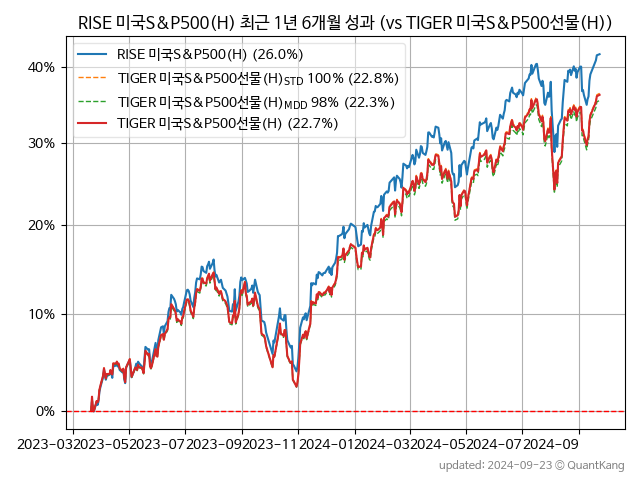 RISE 미국S&P500(H) 최근 1년 6개월 성과 (vs TIGER 미국S&P500선물(H))
RISE 미국S&P500(H) (26.0%)
TIGER 미국S&P500선물(H)STD 100% (22.8%)
TIGER 미국S&P500선물(H)MDD 98% (22.3%)
TIGER 미국S&P500선물(H) (22.7%)
40%
30%
20%
10%
0%
2023-03 2023-05 2023-07 2023-09 2023-11 2024-01 2024-03 2024-05 2024-07 2024-09
updated: 2024-09-23 © QuantKang